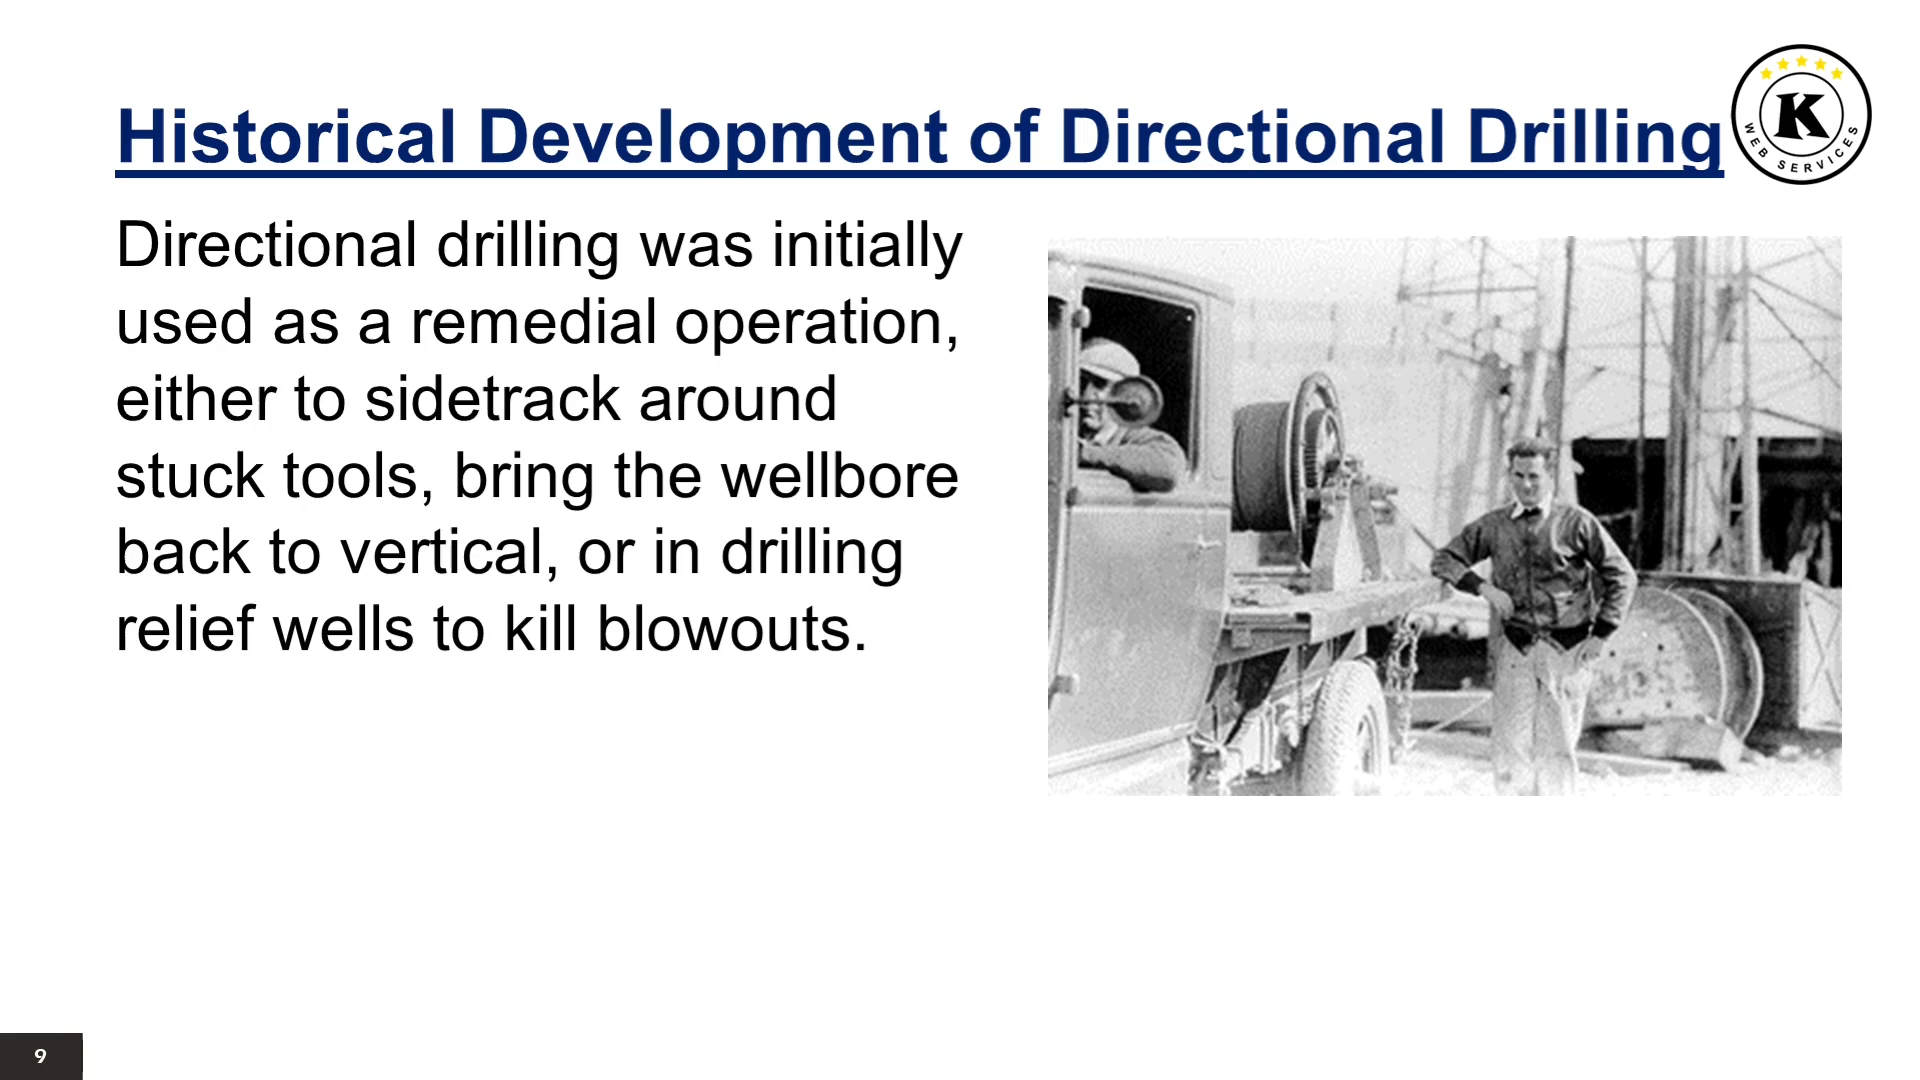 Historical Development of Directional Drilling
K
WEB SERVICES
Directional drilling was initially
used as a remedial operation,
either to sidetrack around
stuck tools, bring the wellbore
back to vertical, or in drilling
relief wells to kill blowouts.
9